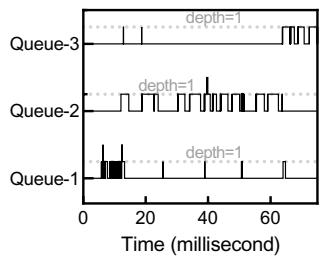 depth=1
Queue-3
depth=1
Queue-2
depth=1
Queue-1
0 20 40 60
Time (millisecond)